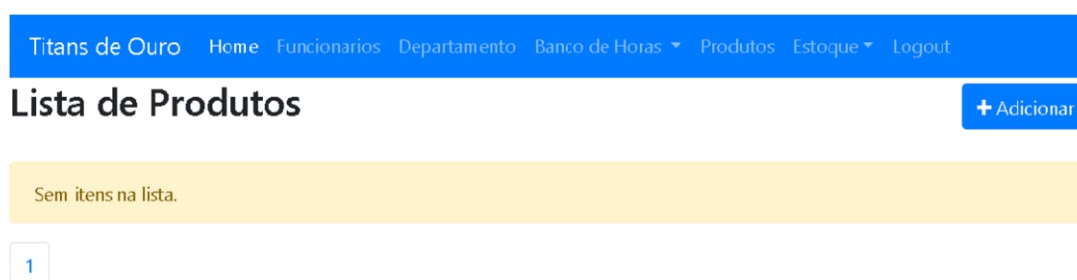 Titans de Ouro Home Funcionarios Departamento Banco de Horas Produtos Estoque Logout
Lista de Produtos
+ Adicionar
Sem itens na lista.
1